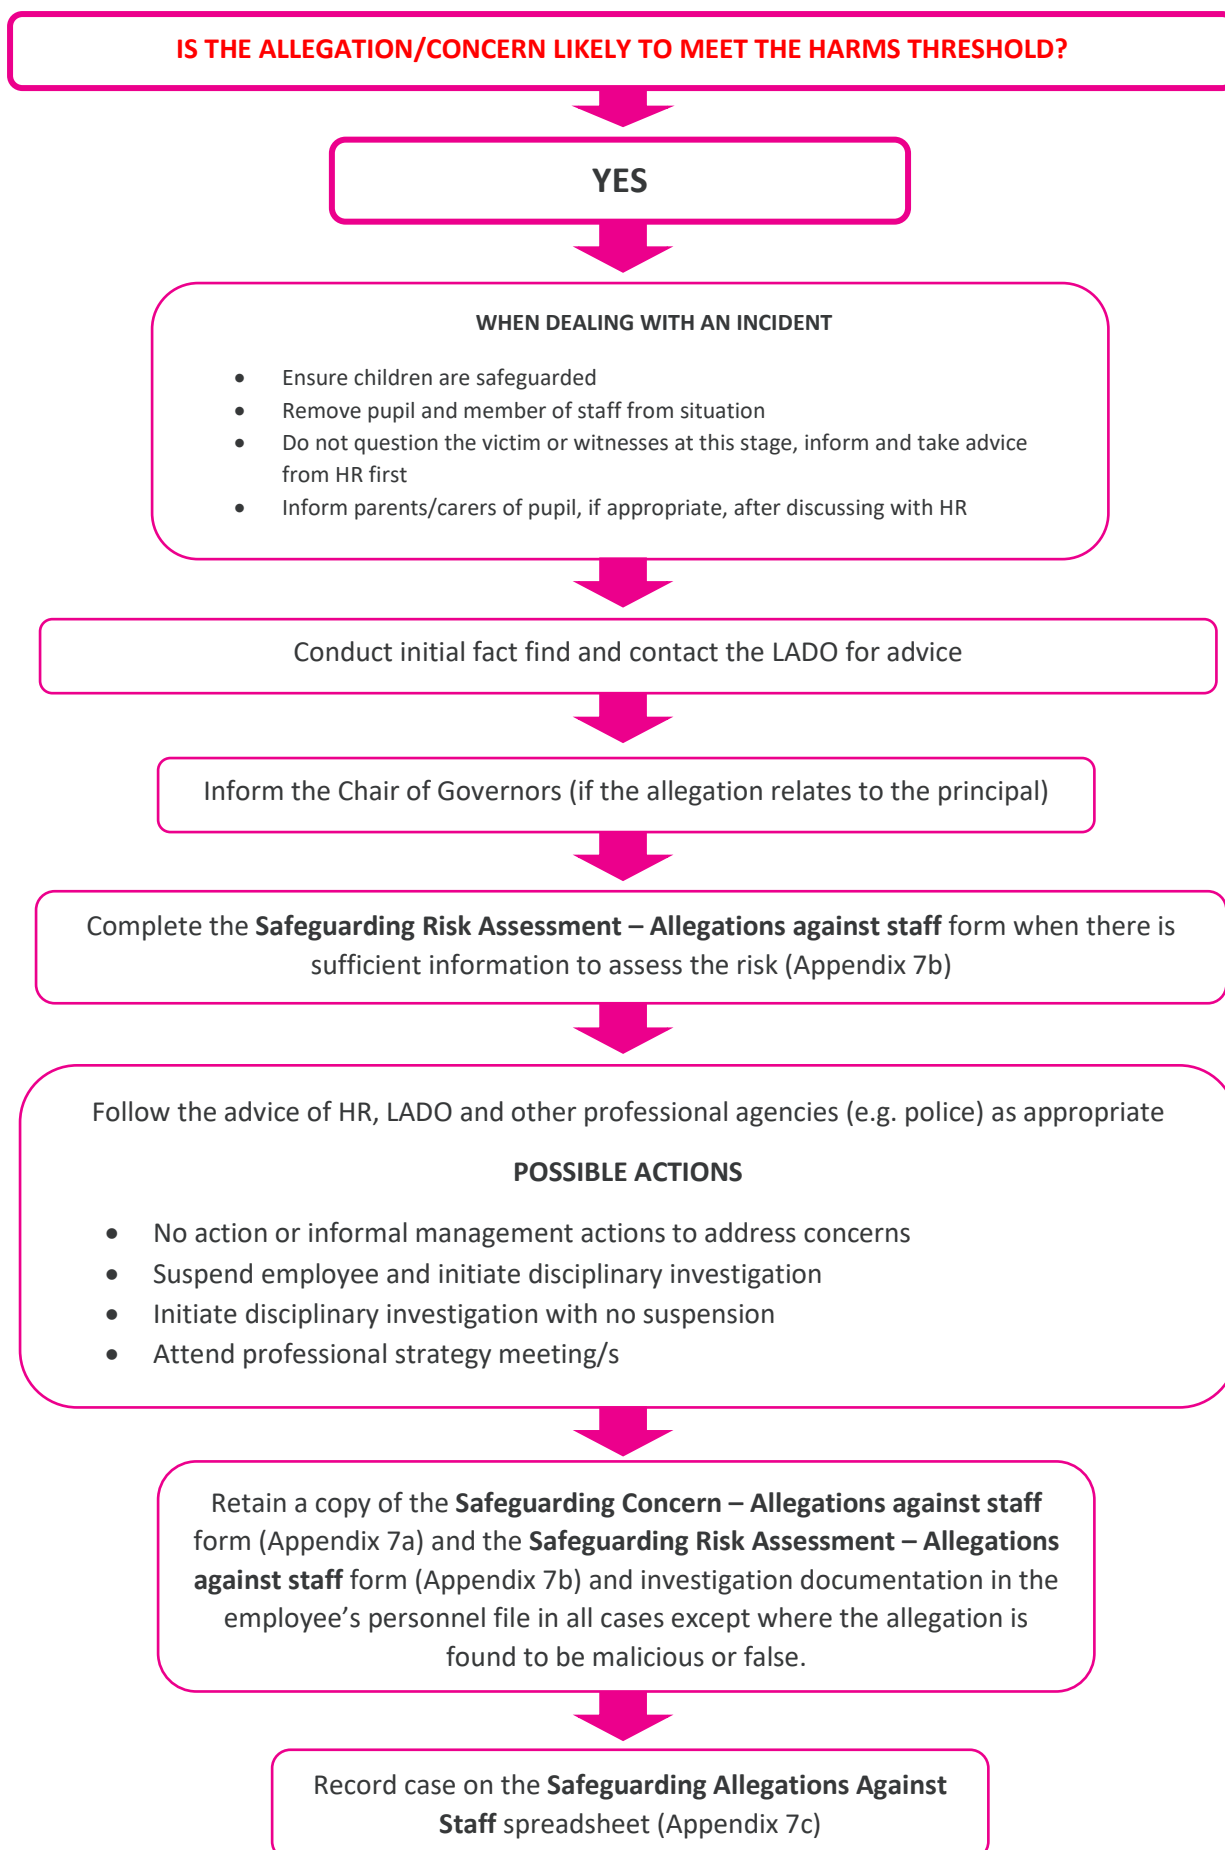 IS THE ALLEGATION/CONCERN LIKELY TO MEET THE HARMS THRESHOLD?
YES
WHEN DEALING WITH AN INCIDENT
• Ensure children are safeguarded
• Remove pupil and member of staff from situation
• Do not question the victim or witnesses at this stage, inform and take advice
from HR first
• Inform parents/carers of pupil, if appropriate, after discussing with HR
Conduct initial fact find and contact the LADO for advice
Inform the Chair of Governors (if the allegation relates to the principal)
Complete the Safeguarding Risk Assessment – Allegations against staff form when there is
sufficient information to assess the risk (Appendix 7b)
Follow the advice of HR, LADO and other professional agencies (e.g. police) as appropriate
POSSIBLE ACTIONS
• No action or informal management actions to address concerns
• Suspend employee and initiate disciplinary investigation
• Initiate disciplinary investigation with no suspension
• Attend professional strategy meeting/s
Retain a copy of the Safeguarding Concern – Allegations against staff
form (Appendix 7a) and the Safeguarding Risk Assessment – Allegations
against staff form (Appendix 7b) and investigation documentation in the
employee’s personnel file in all cases except where the allegation is
found to be malicious or false.
Record case on the Safeguarding Allegations Against
Staff spreadsheet (Appendix 7c)